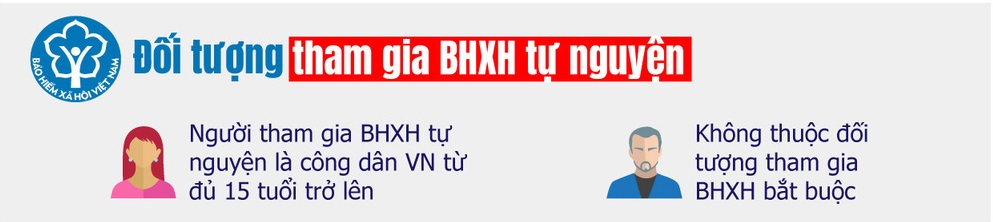 BẢO HIỂM XÃ HỘI VIỆT NAM
Đối tượng tham gia BHXH tự nguyện
Người tham gia BHXH tự
nguyện là công dân VN từ
đủ 15 tuổi trở lên
Không thuộc đối
tượng tham gia
BHXH bắt buộc